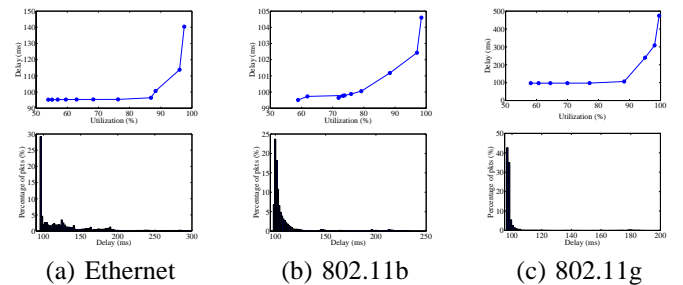 150
140
130
120
110
100
90
50 60 70 80 90 100
Delay (ms)
Utilization (%)
105
104
103
102
101
100
99
50 60 70 80 90 100
Delay (ms)
Utilization (%)
500
400
300
200
100
0
50 60 70 80 90 100
Delay (ms)
Utilization (%)
30
25
20
15
10
5
0
100 150 200 250 300
Percentage of pkts (%)
Delay (ms)
25
20
15
10
5
0
100 150 200 250
Percentage of pkts (%)
Delay (ms)
50
40
30
20
10
0
100 120 140 160 180 200
Percentage of pkts (%)
Delay (ms)
(a) Ethernet
(b) 802.11b
(c) 802.11g